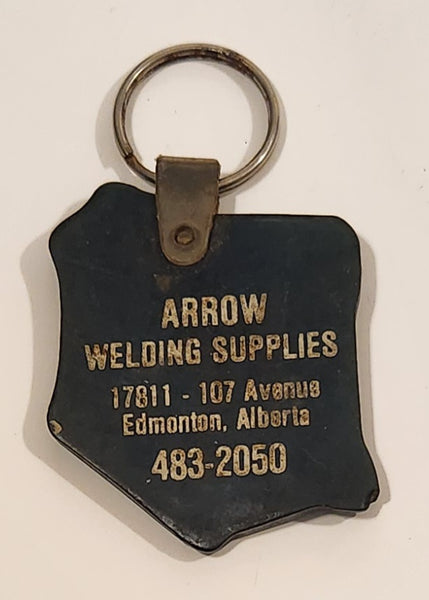 ARROW
WELDING SUPPLIES
17811 - 107 Avenue
Edmonton, Alberta
483-2050